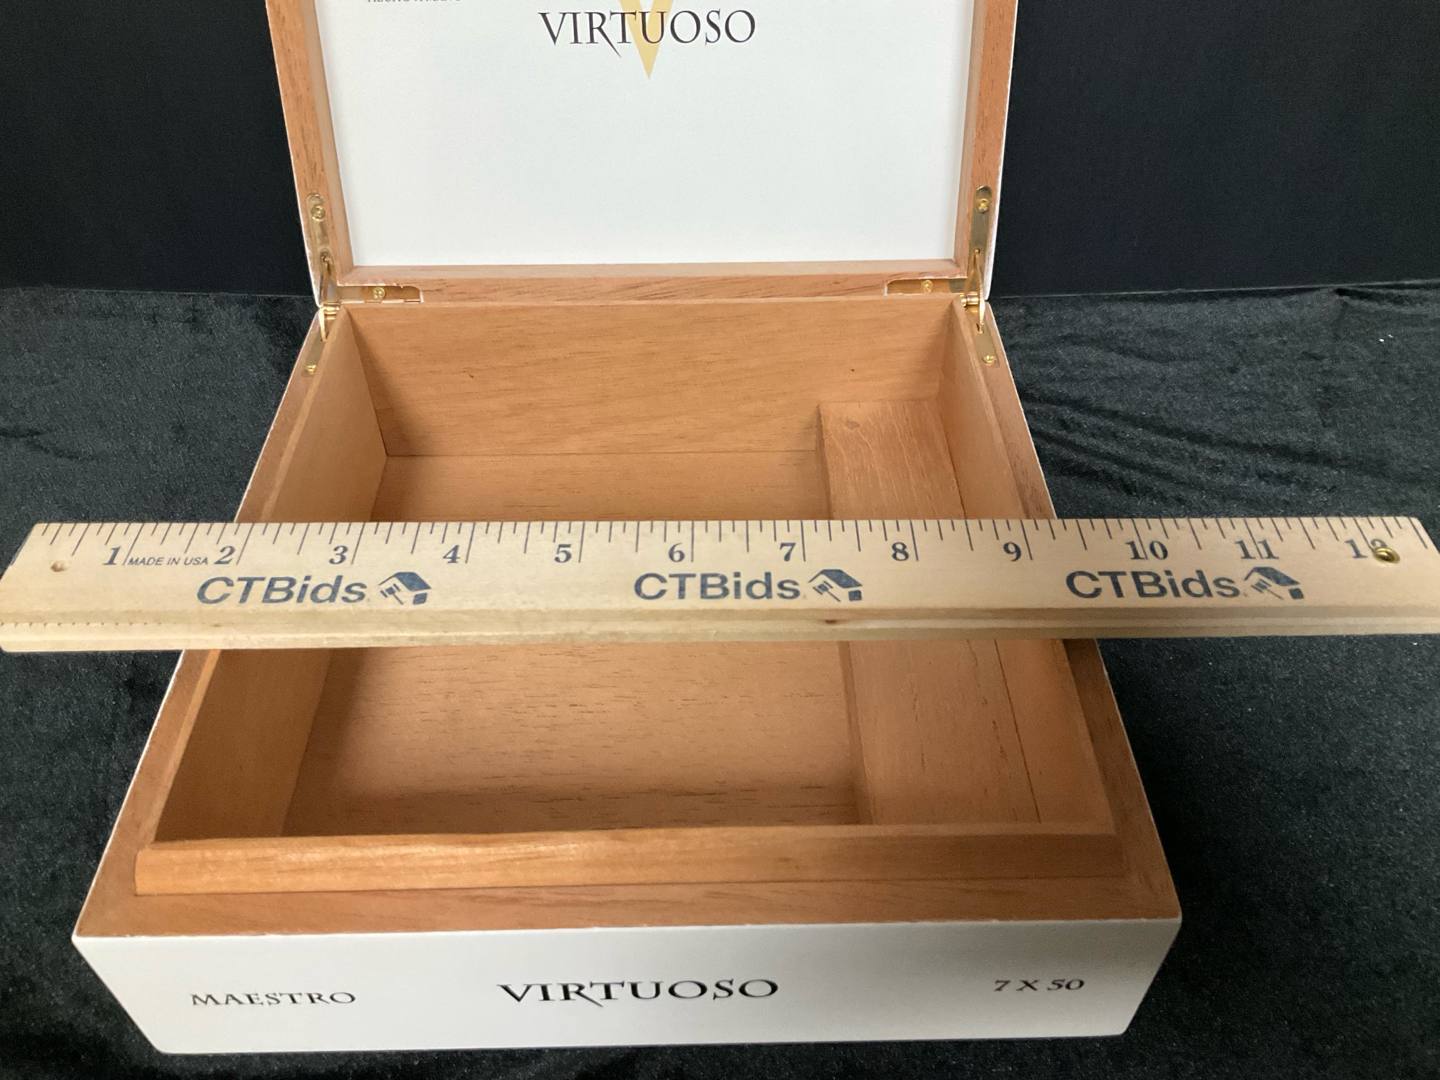 VIRTUOSO
1 MADE IN USA 2 3 4 5 6 7 8 9 10 11 12
CTBids CTBids CTBids
MAESTRO VIRTUOSO 7 X 50